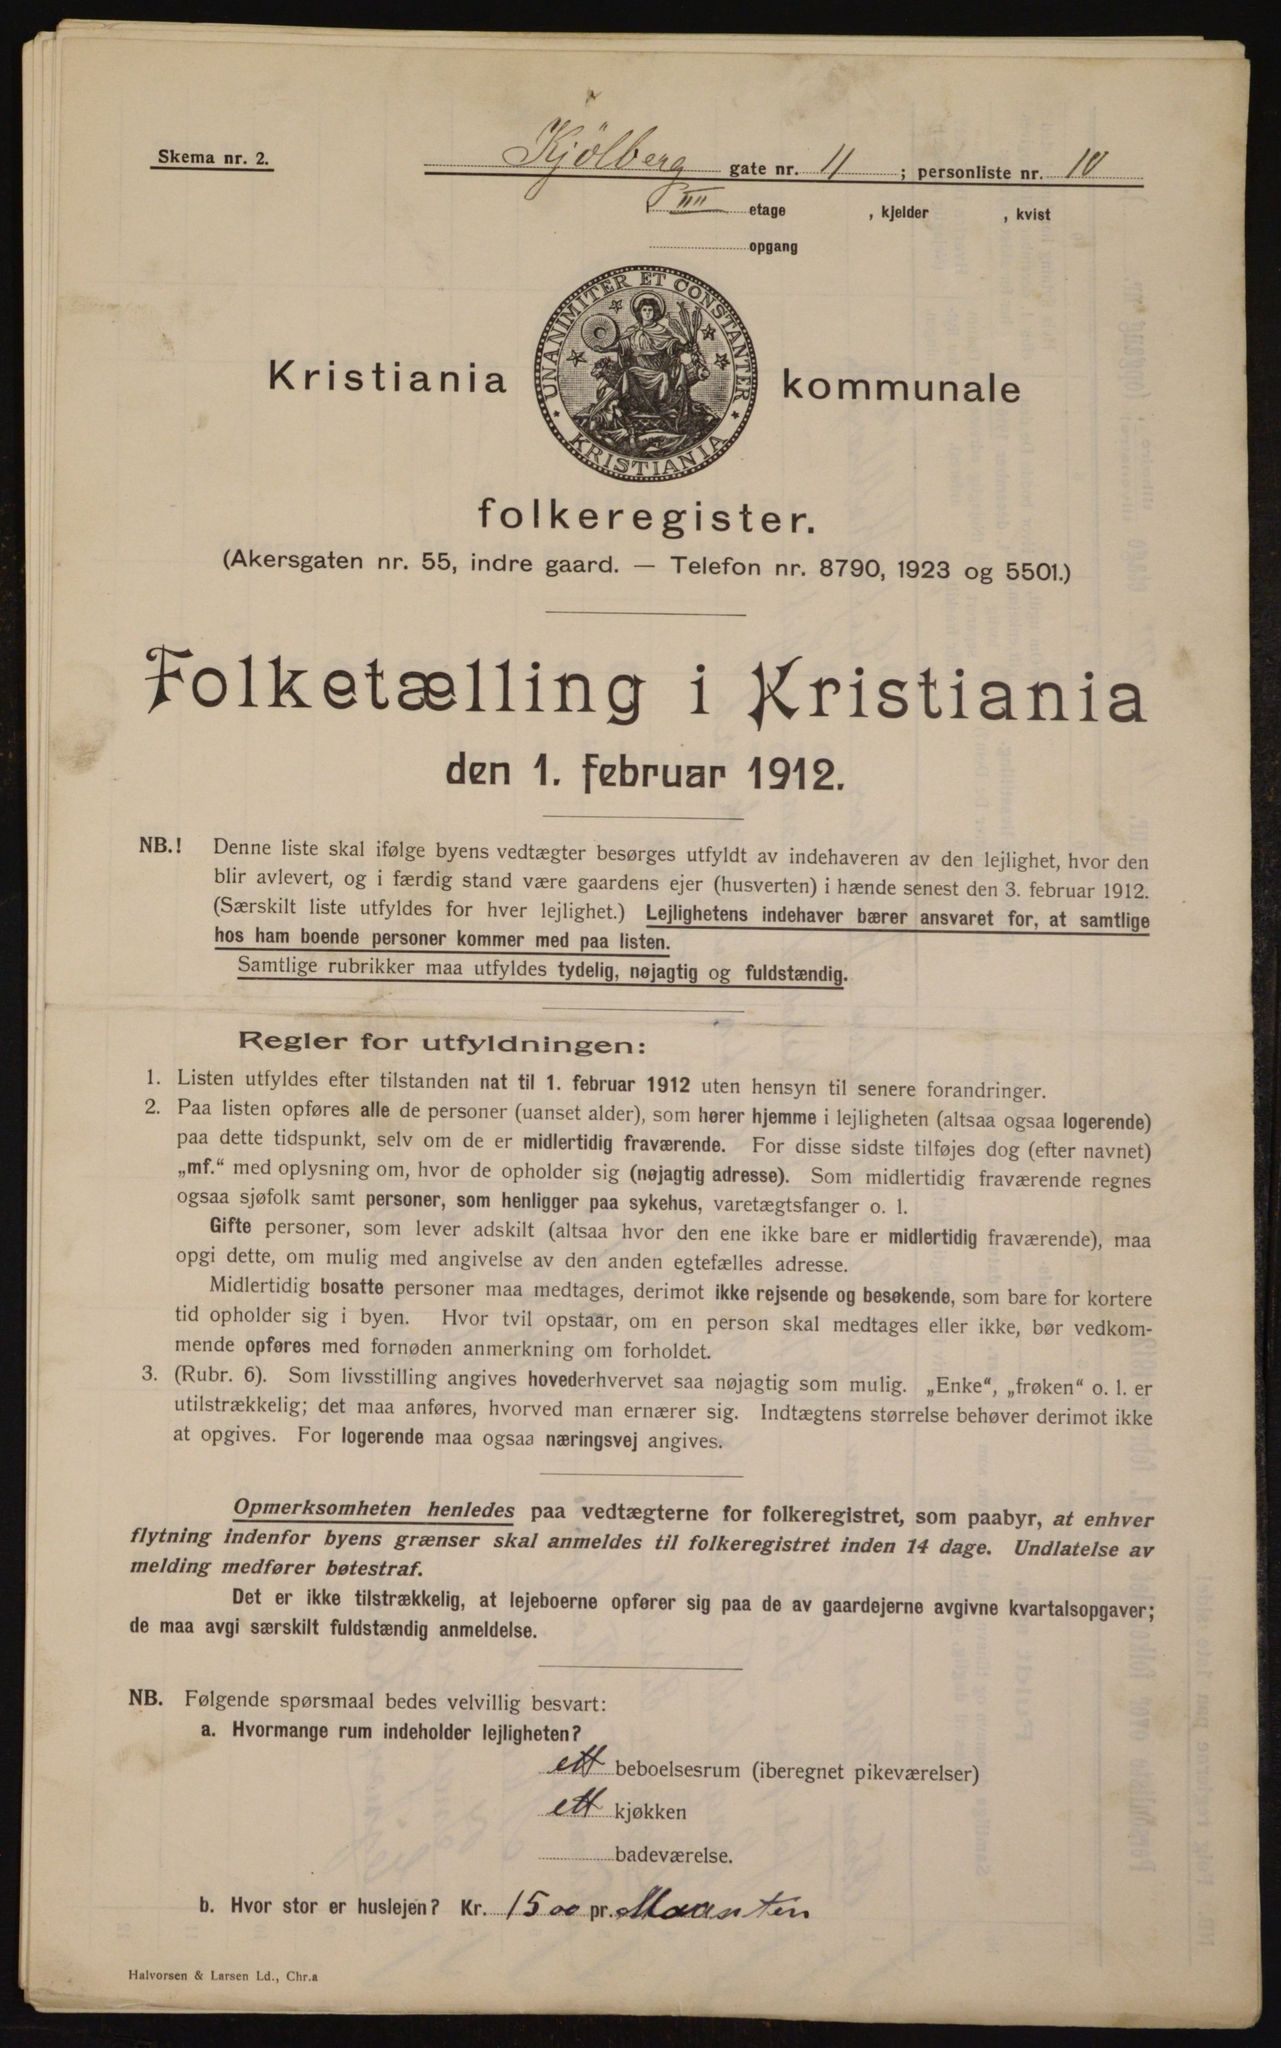 Skema nr. 2.
Kjölberg gate nr. 11 ; personliste nr. 10
III etage , kjelder , kvist
opgang
UNANIMITER ET CONSTANTER
KRISTIANIA
Kristiania kommunale
folkeregister.
(Akersgaten nr. 55, indre gaard. — Telefon nr. 8790, 1923 og 5501.)
Folketælling i Kristiania
den 1. februar 1912.
NB.! Denne liste skal ifølge byens vedtægter besørges utfyldt av indehaveren av den lejlighet, hvor den
blir avlevert, og i færdig stand være gaardens ejer (husverten) i hænde senest den 3. februar 1912.
(Særskilt liste utfyldes for hver lejlighet.) Lejlighetens indehaver bærer ansvaret for, at samtlige
hos ham boende personer kommer med paa listen.
Samtlige rubrikker maa utfyldes tydelig, nøjagtig og fuldstændig.
Regler for utfyldningen:
1. Listen utfyldes efter tilstanden nat til 1. februar 1912 uten hensyn til senere forandringer.
2. Paa listen opføres alle de personer (uanset alder), som hører hjemme i lejligheten (altsaa ogsaa logerende)
paa dette tidspunkt, selv om de er midlertidig fraværende. For disse sidste tilføjes dog (efter navnet)
„mf.“ med oplysning om, hvor de opholder sig (nøjagtig adresse). Som midlertidig fraværende regnes
ogsaa sjøfolk samt personer, som henligger paa sykehus, varetægtsfanger o. l.
Gifte personer, som lever adskilt (altsaa hvor den ene ikke bare er midlertidig fraværende), maa
opgi dette, om mulig med angivelse av den anden egtefælles adresse.
Midlertidig bosatte personer maa medtages, derimot ikke rejsende og besøkende, som bare for kortere
tid opholder sig i byen. Hvor tvil opstaar, om en person skal medtages eller ikke, bør vedkom-
mende opføres med fornøden anmerkning om forholdet.
3. (Rubr. 6). Som livsstilling angives hovederhvervet saa nøjagtig som mulig. „Enke“, „frøken“ o. l. er
utilstrækkelig; det maa anføres, hvorved man ernærer sig. Indtægtens størrelse behøver derimot ikke
at opgives. For logerende maa ogsaa næringsvej angives.
Opmerksomheten henledes paa vedtægterne for folkeregistret, som paabyr, at enhver
flytning indenfor byens grænser skal anmeldes til folkeregistret inden 14 dage. Undlatelse av
melding medfører bøtestraf.
Det er ikke tilstrækkelig, at lejeboerne opfører sig paa de av gaardejerne avgivne kvartalsopgaver;
de maa avgi særskilt fuldstændig anmeldelse.
NB. Følgende spørsmaal bedes velvillig besvart:
a. Hvormange rum indeholder lejligheten?
ett beboelsesrum (iberegnet pikeværelser)
ett kjøkken
badeværelse.
b. Hvor stor er huslejen? Kr. 15 00 pr. Maanten
Halvorsen & Larsen Ld., Chr.a